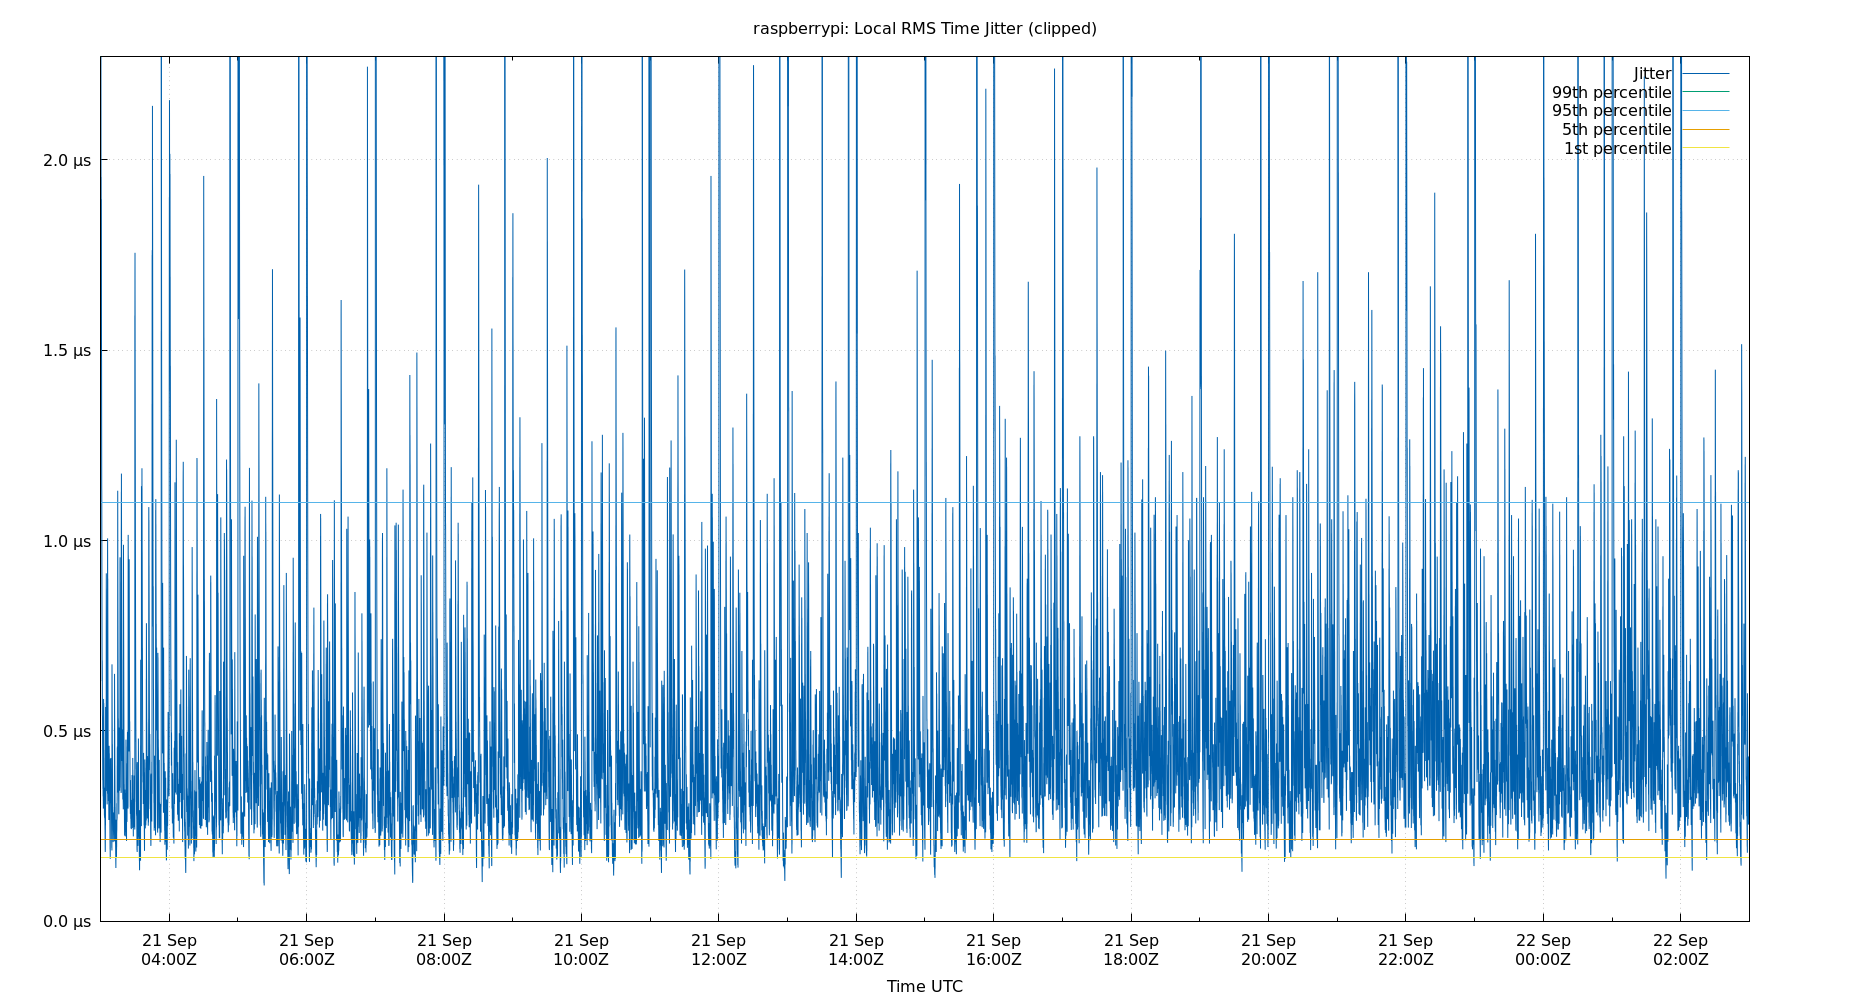 raspberrypi: Local RMS Time Jitter (clipped)
Jitter
99th percentile
95th percentile
5th percentile
1st percentile
2.0 µs
1.5 µs
1.0 µs
0.5 µs
0.0 µs
21 Sep 21 Sep 21 Sep 21 Sep 21 Sep 21 Sep 21 Sep 21 Sep 21 Sep 21 Sep 22 Sep 22 Sep
04:00Z 06:00Z 08:00Z 10:00Z 12:00Z 14:00Z 16:00Z 18:00Z 20:00Z 22:00Z 00:00Z 02:00Z
Time UTC